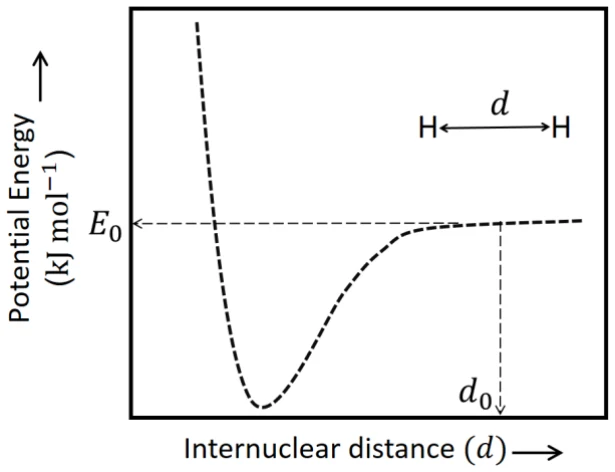 Potential Energy
(kJ mol⁻¹)
d
H H
E₀
d₀
Internuclear distance (d)